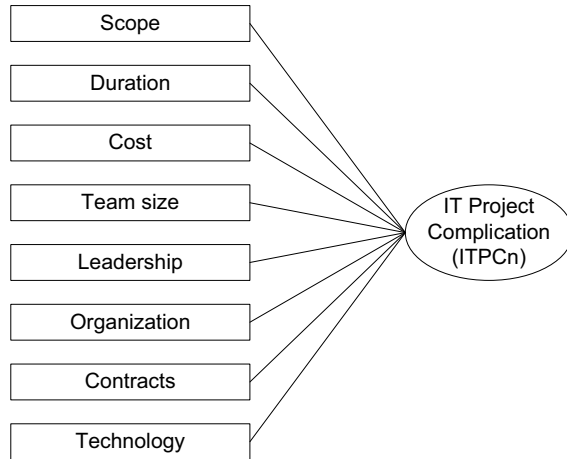 Scope
Duration
Cost
Team size
Leadership
Organization
Contracts
Technology
IT Project
Complication
(ITPCn)